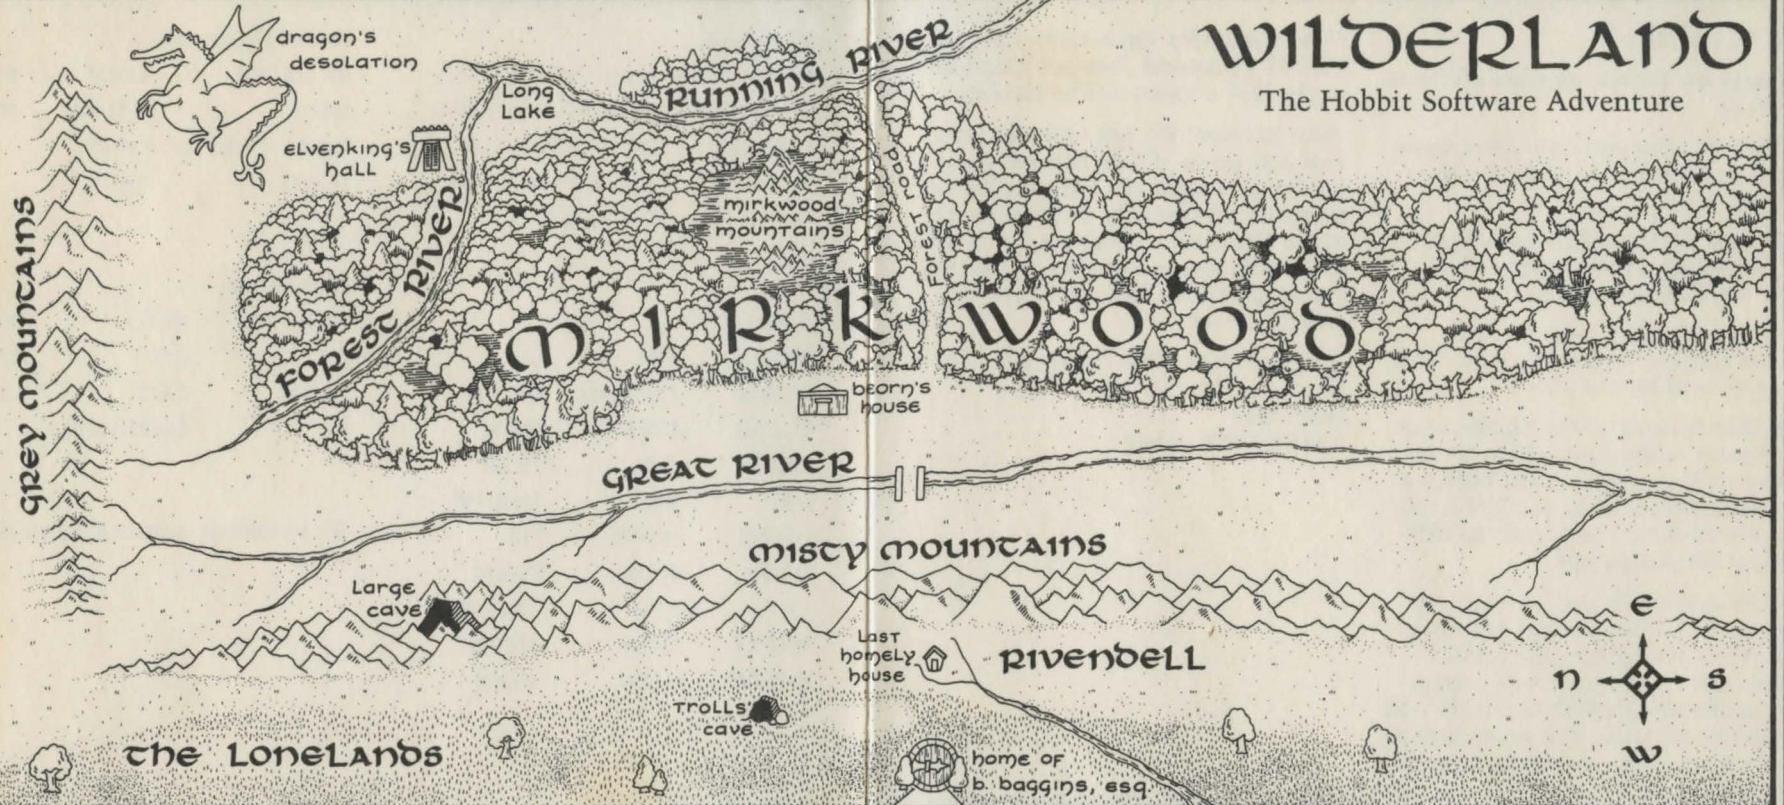 WILDERLAND
The Hobbit Software Adventure
dragon's
desolation
Long
Lake
RUNNING RIVER
elvenking's
hall
mirkwood
mountains
forest road
FOREST RIVER
grey mountains
MIRKWOOD
beorn's
house
GREAT RIVER
misty mountains
Large
cave
Last
homely
house
RIVENDELL
E
N
S
W
Trolls'
cave
The LONELANDS
home of
b. baggins, esq.